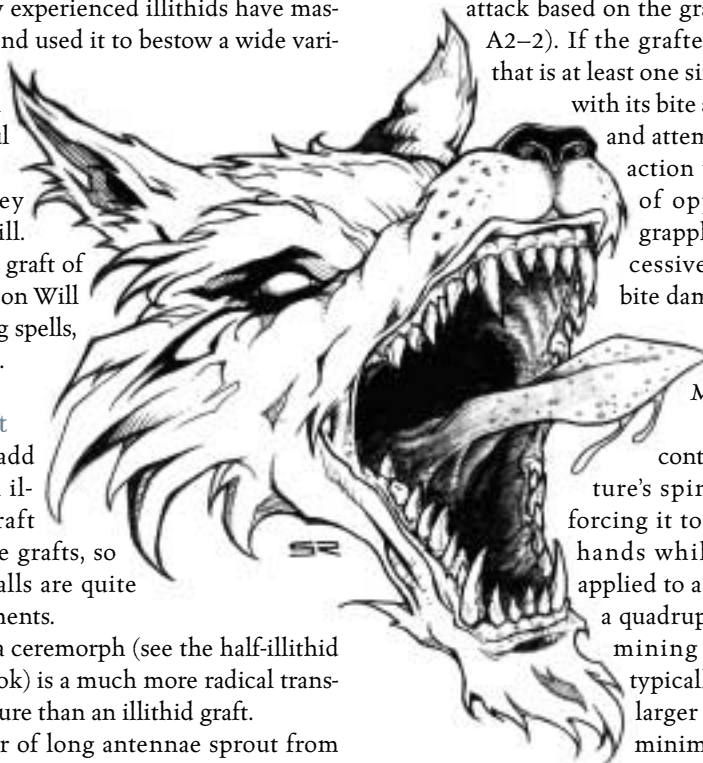 experienced illithids have mas-
nd used it to bestow a wide vari-
ey
ill.
graft of
on Will
g spells,
.
t
add
il-
raft
e grafts, so
alls are quite
ents.
a ceremorph (see the half-illithid
ok) is a much more radical trans-
ure than an illithid graft.
r of long antennae sprout from
SR
attack based on the gra
A2–2). If the grafte
that is at least one si
with its bite a
and attem
action
of opp
grappl
cessive
bite dam
M
cont
ture's spin
forcing it to
hands whil
applied to a
a quadrup
mining
typicall
larger
minim